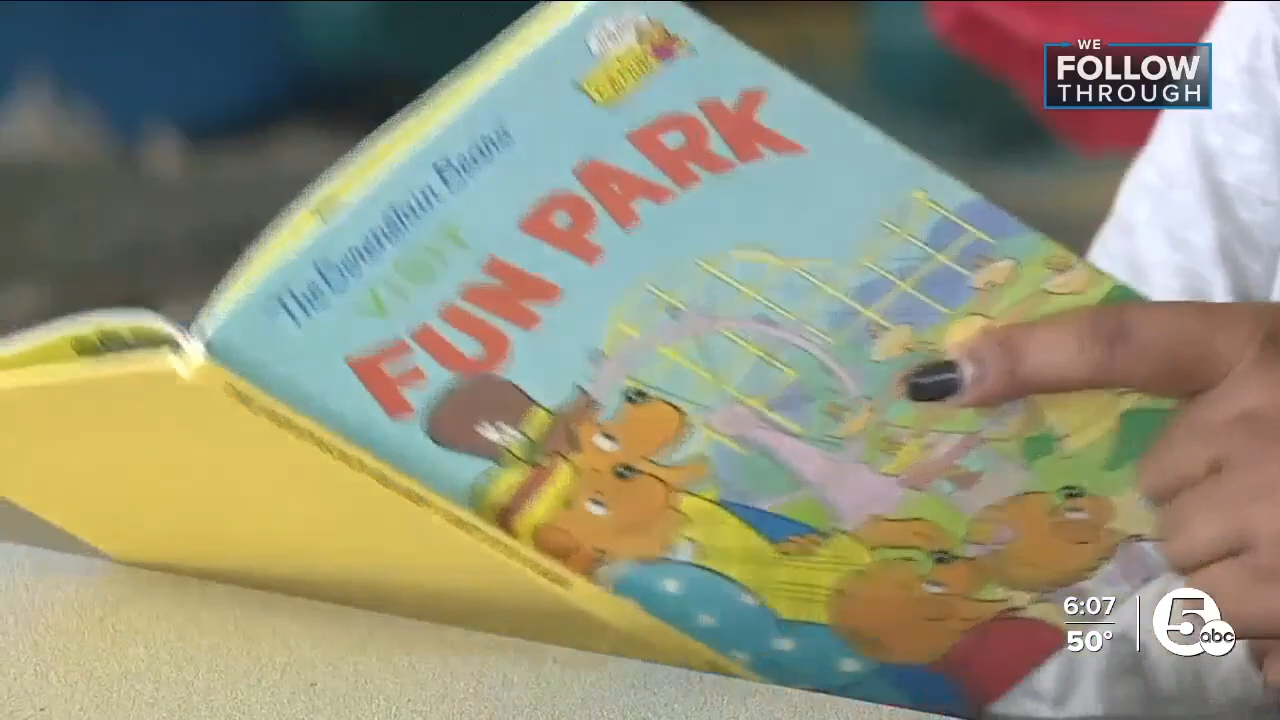 WE
FOLLOW
THROUGH
The Berenstain Bears
VISIT
FUN PARK
6:07
50°
5
abc